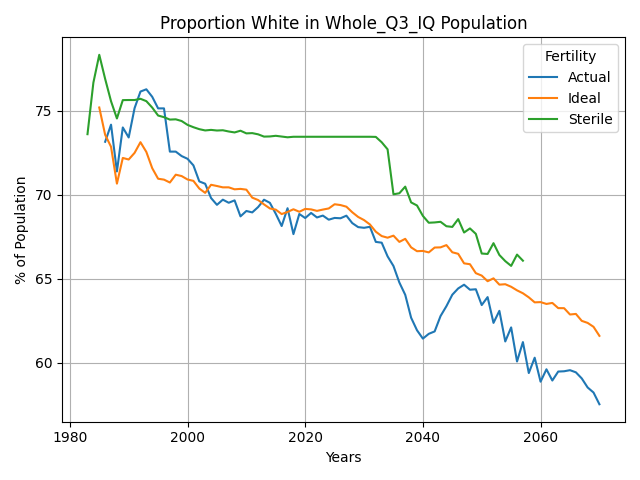 Proportion White in Whole_Q3_IQ Population
Fertility
Actual
Ideal
Sterile
% of Population
75
70
65
60
1980
2000
2020
2040
2060
Years